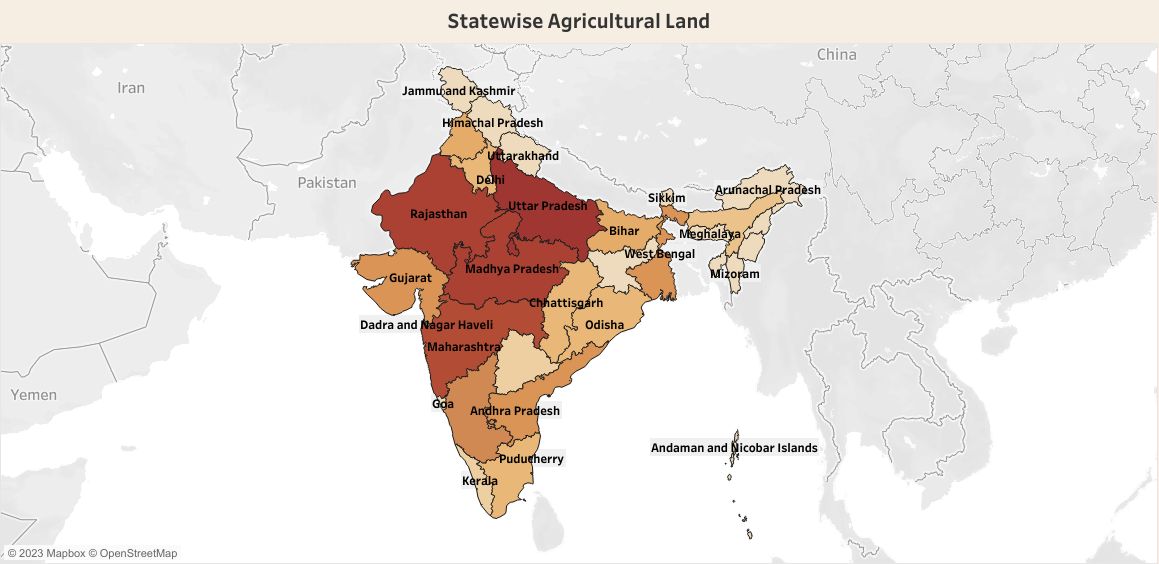 Statewise Agricultural Land
China
Iran
Jammu and Kashmir
Himachal Pradesh
Uttarakhand
Pakistan
Delhi
Arunachal Pradesh
Sikkim
Uttar Pradesh
Rajasthan
Bihar
Meghalaya
West Bengal
Madhya Pradesh
Mizoram
Gujarat
Chhattisgarh
Dadra and Nagar Haveli
Odisha
Maharashtra
Yemen
Goa
Andhra Pradesh
Andaman and Nicobar Islands
Puducherry
Kerala
© 2023 Mapbox © OpenStreetMap